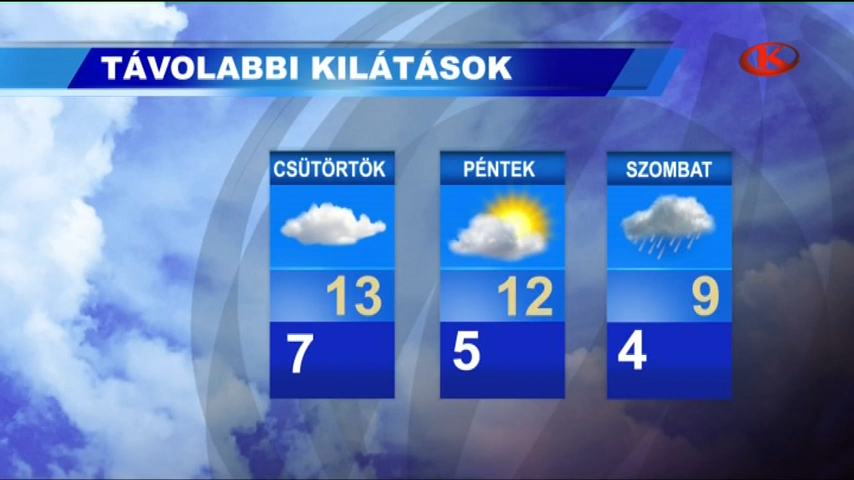 TÁVOLABBI KILÁTÁSOK
K
CSÜTÖRTÖK
13
7
PÉNTEK
12
5
SZOMBAT
9
4